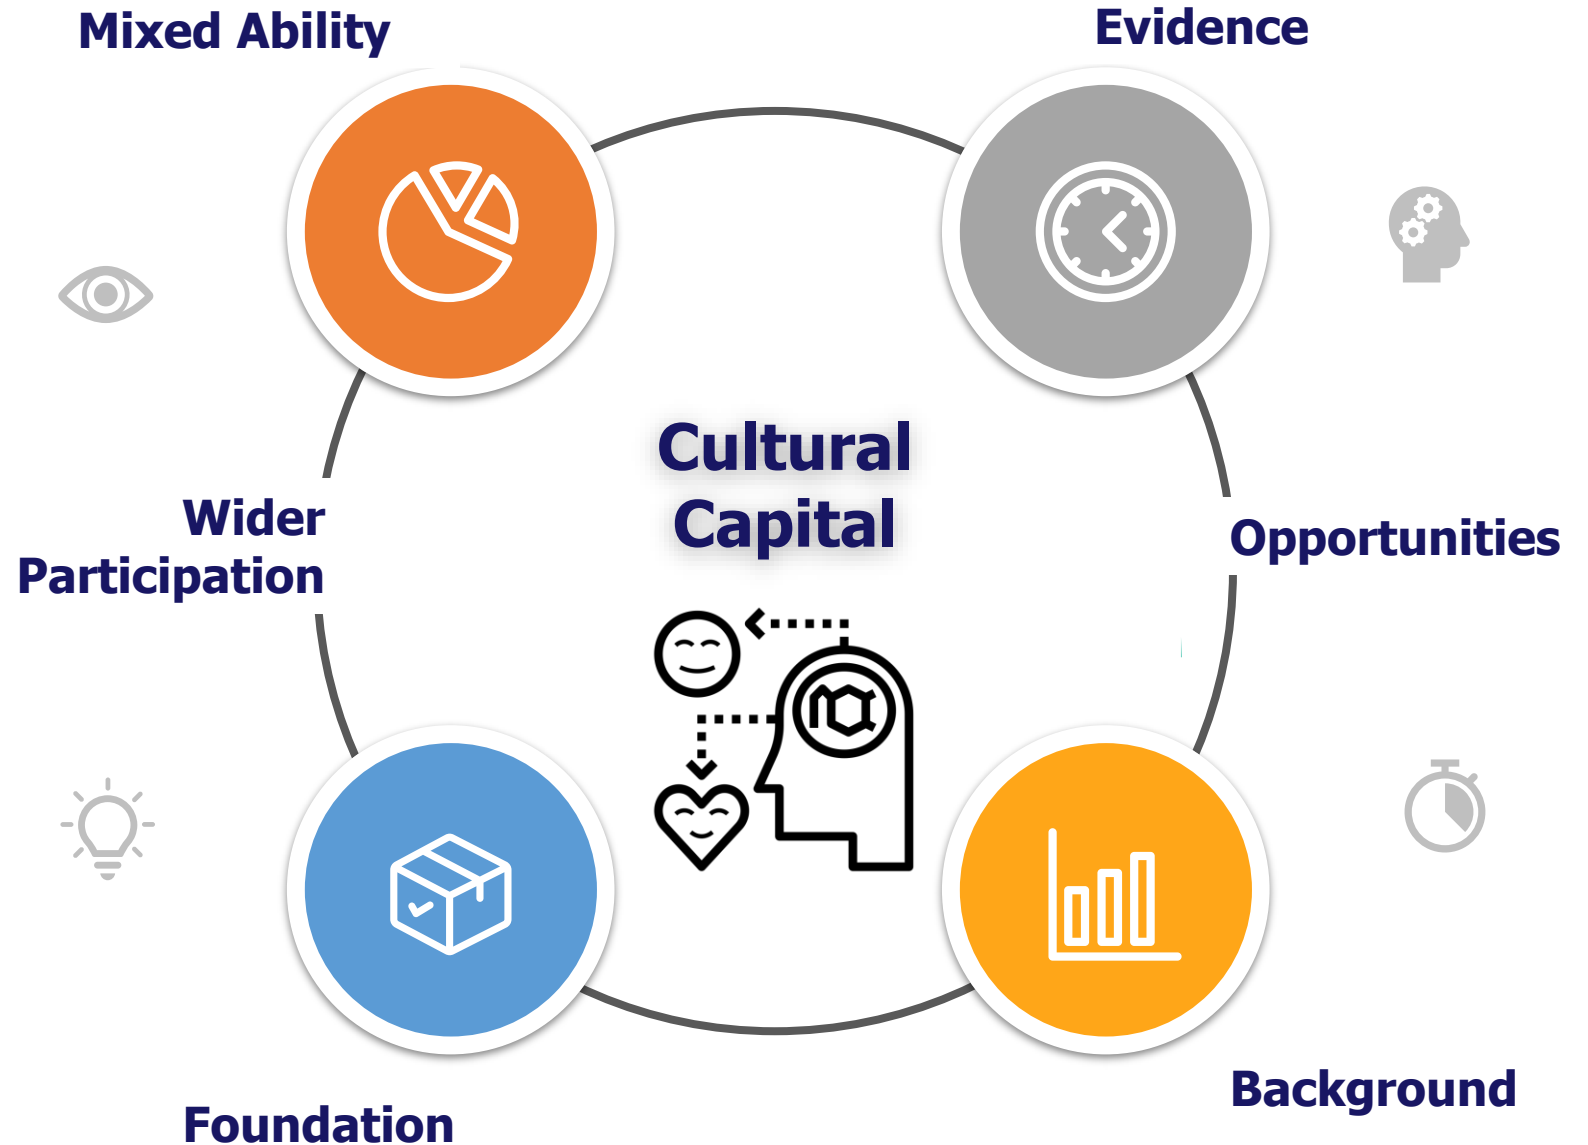 Mixed Ability
Evidence
Cultural
Capital
Wider
Participation
Opportunities
Foundation
Background